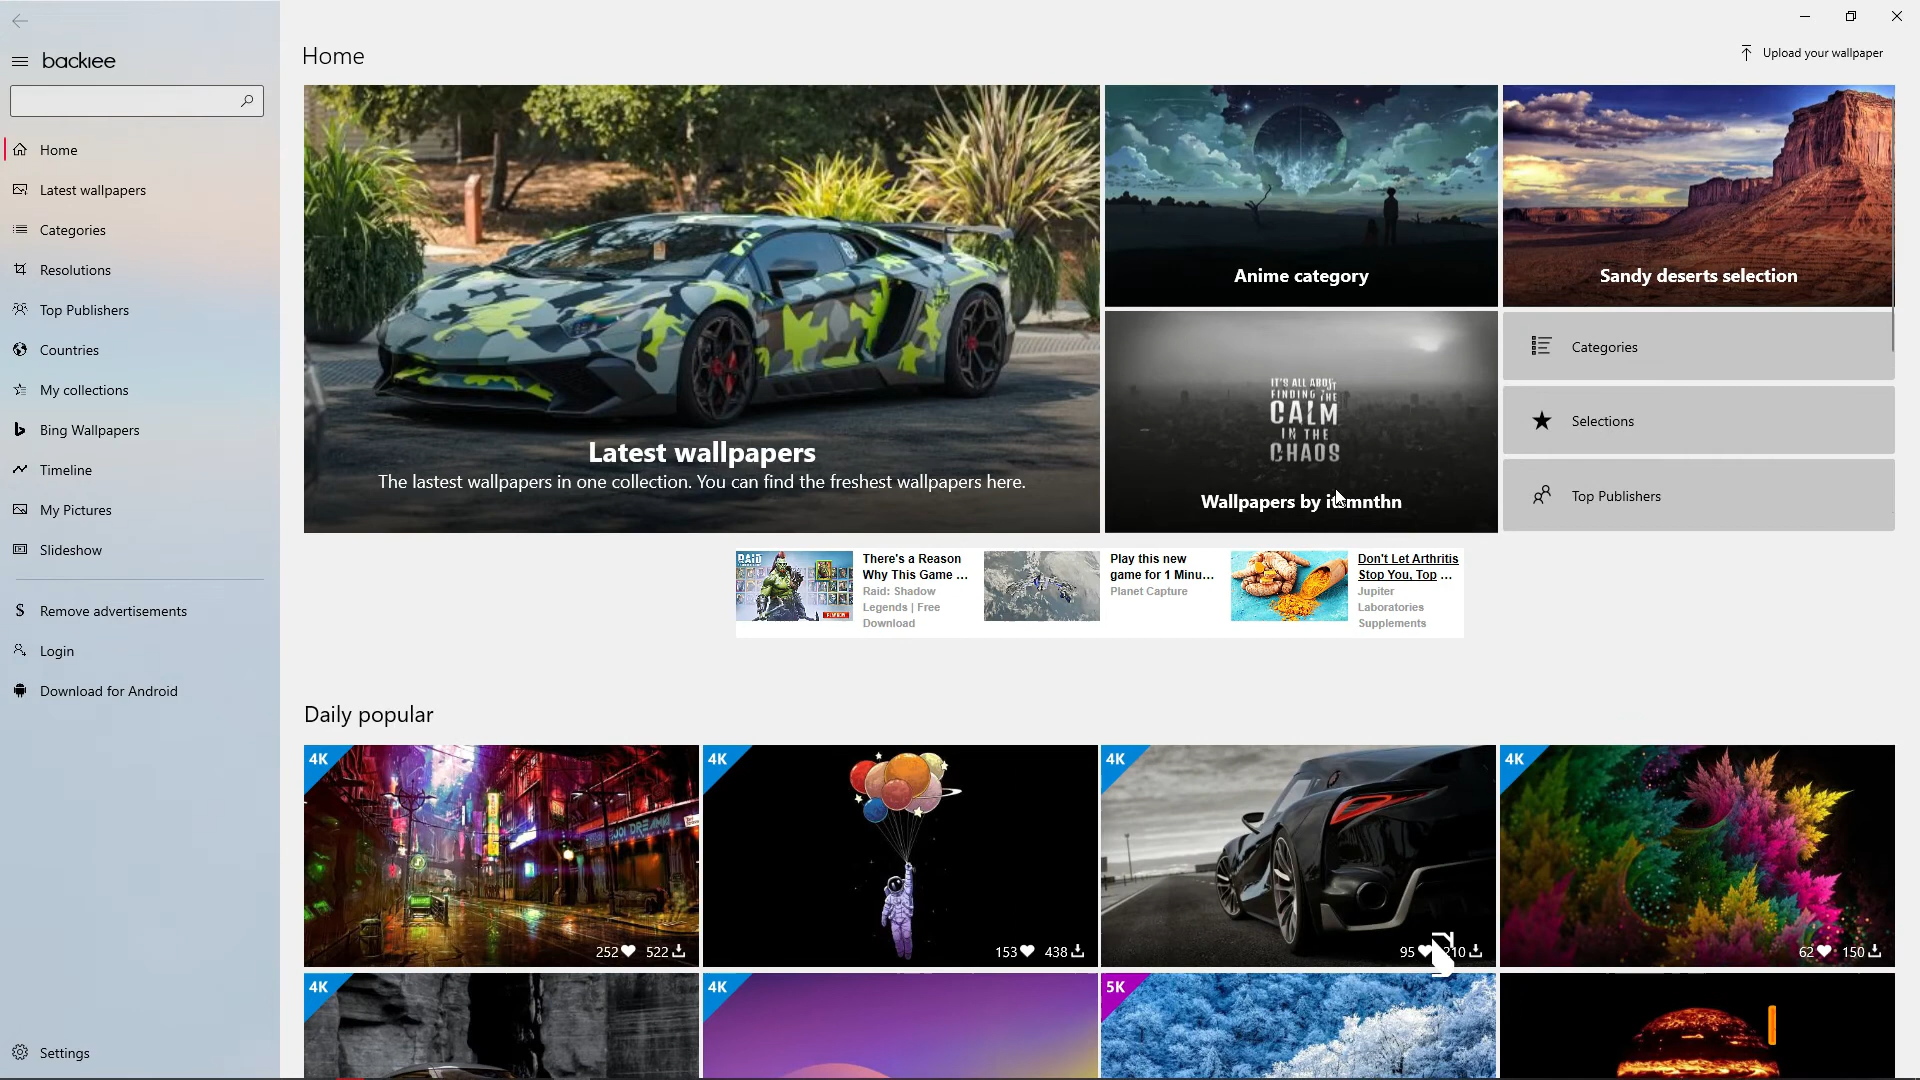 backiee
Home
Upload your wallpaper
Home
Latest wallpapers
Categories
Resolutions
Top Publishers
Countries
My collections
Bing Wallpapers
Timeline
My Pictures
Slideshow
Remove advertisements
Login
Download for Android
Settings
Latest wallpapers
The lastest wallpapers in one collection. You can find the freshest wallpapers here.
Anime category
Sandy deserts selection
IT'S ALL ABOUT
FINDING THE
CALM
IN THE
CHAOS
Wallpapers by itsmnthn
Categories
Selections
Top Publishers
RAID
There's a Reason
Why This Game ...
Raid: Shadow
Legends | Free
Download
Play this new
game for 1 Minu...
Planet Capture
Don't Let Arthritis
Stop You, Top ...
Jupiter
Laboratories
Supplements
Daily popular
4K
JOI DREAMA
252 522
4K
153 438
4K
95 210
4K
62 150
4K
4K
5K